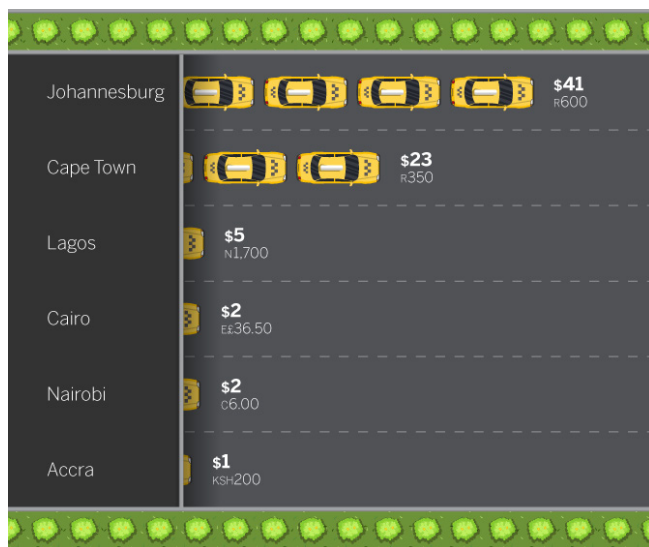 Johannesburg
$41
R600
Cape Town
$23
R350
Lagos
$5
N1,700
Cairo
$2
E£36.50
Nairobi
$2
C6.00
Accra
$1
KSH200